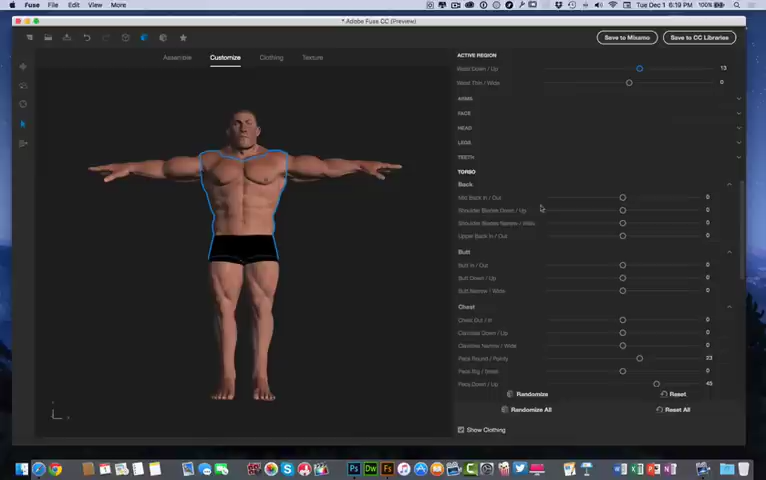 Fuse File Edit View About
100% Tue Dec 1 6:19 PM
* Adobe Fuse CC (Preview)
Save to Mixamo Save to CC Libraries
Assemble Customize Clothing Texture
ACTIVE REGION
Waist Down / Up 13
Waist Thin / Wide 0
ARMS
FACE
HEAD
LEGS
TEETH
TORSO
Back
Mid Back In / Out 0
Shoulder Blades Down / Up 0
Shoulder Blades Narrow / Wide 0
Upper Back In / Out 0
Butt
Butt In / Out 0
Butt Down / Up 0
Butt Narrow / Wide 0
Chest
Chest Out / In 0
Clavicles Down / Up 0
Clavicles Narrow / Wide 0
Pecs Round / Pointy 23
Pecs Big / Small 0
Pecs Down / Up 45
Randomize Reset
Randomize All Reset All
Show Clothing
Ps Dw Fs